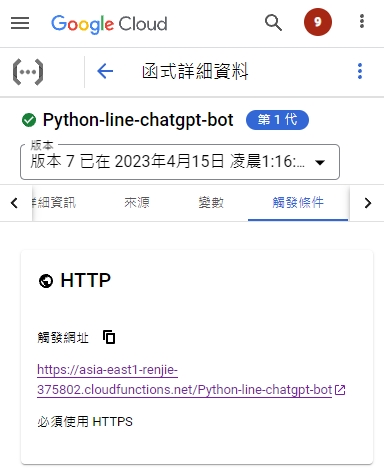 Google Cloud
9
函式詳細資料
Python-line-chatgpt-bot 第 1 代
版本
版本 7 已在 2023年4月15日 凌晨1:16:...
詳細資訊 來源 變數 觸發條件
HTTP
觸發網址
https://asia-east1-renjie-
375802.cloudfunctions.net/Python-line-chatgpt-bot
必須使用 HTTPS